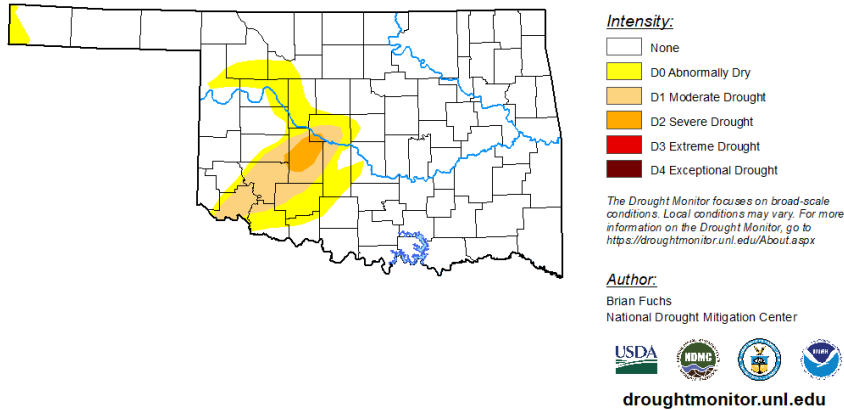 Intensity:
None
D0 Abnormally Dry
D1 Moderate Drought
D2 Severe Drought
D3 Extreme Drought
D4 Exceptional Drought
The Drought Monitor focuses on broad-scale
conditions. Local conditions may vary. For more
information on the Drought Monitor, go to
https://droughtmonitor.unl.edu/About.aspx
Author:
Brian Fuchs
National Drought Mitigation Center
USDA
NDMC
droughtmonitor.unl.edu